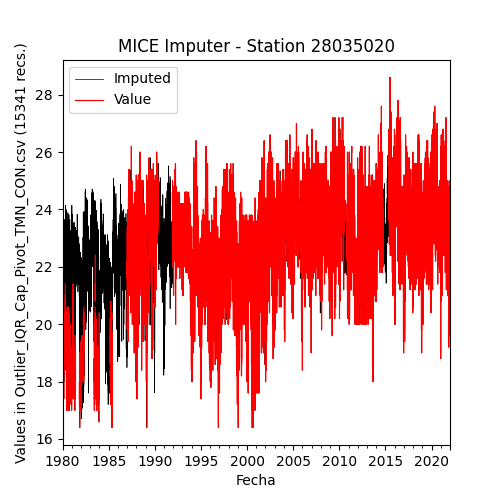 MICE Imputer - Station 28035020
Imputed
Value
Values in Outlier_IQR_Cap_Pivot_TMN_CON.csv (15341 recs.)
28
26
24
22
20
18
16
1980 1985 1990 1995 2000 2005 2010 2015 2020
Fecha